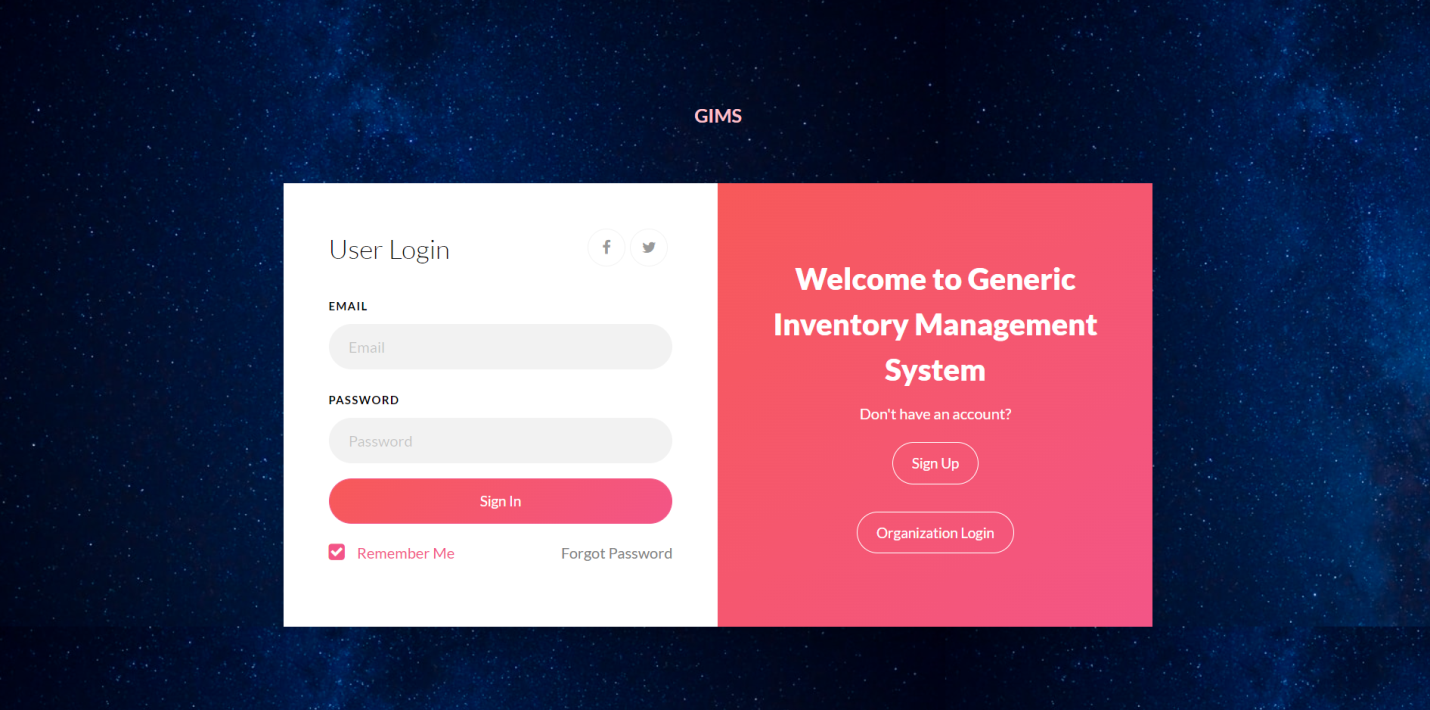 GIMS
User Login
EMAIL
Email
PASSWORD
Password
Sign In
Remember Me
Forgot Password
Welcome to Generic
Inventory Management
System
Don't have an account?
Sign Up
Organization Login